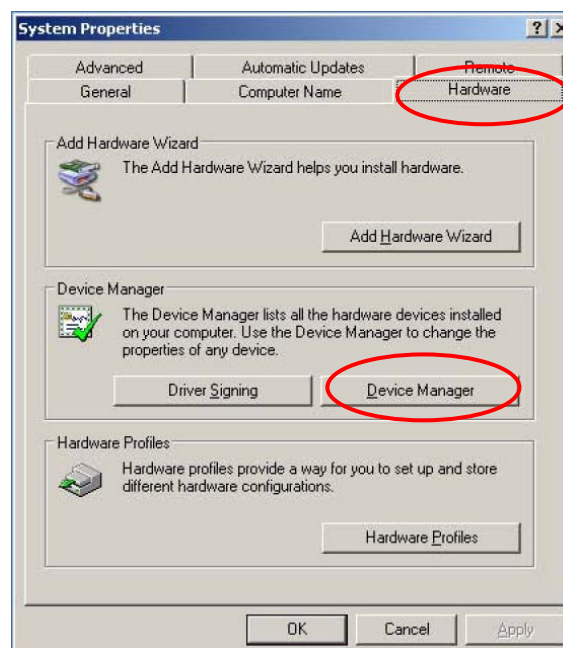 System Properties
Advanced Automatic Updates Remote
General Computer Name Hardware
Add Hardware Wizard
The Add Hardware Wizard helps you install hardware.
Add Hardware Wizard
Device Manager
The Device Manager lists all the hardware devices installed
on your computer. Use the Device Manager to change the
properties of any device.
Driver Signing Device Manager
Hardware Profiles
Hardware profiles provide a way for you to set up and store
different hardware configurations.
Hardware Profiles
OK Cancel Apply